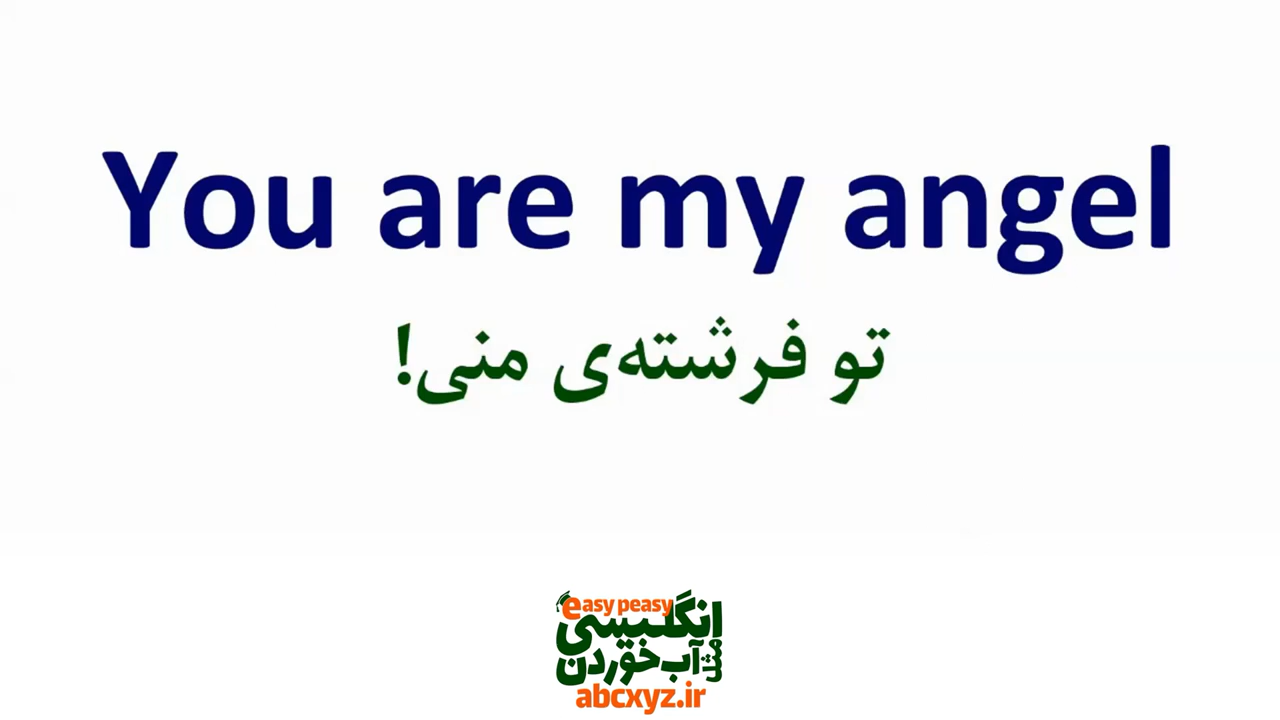 You are my angel
تو فرشته‌ی منی!
easy peasy
انگلیسی
مثل آب خوردن
abcxyz.ir